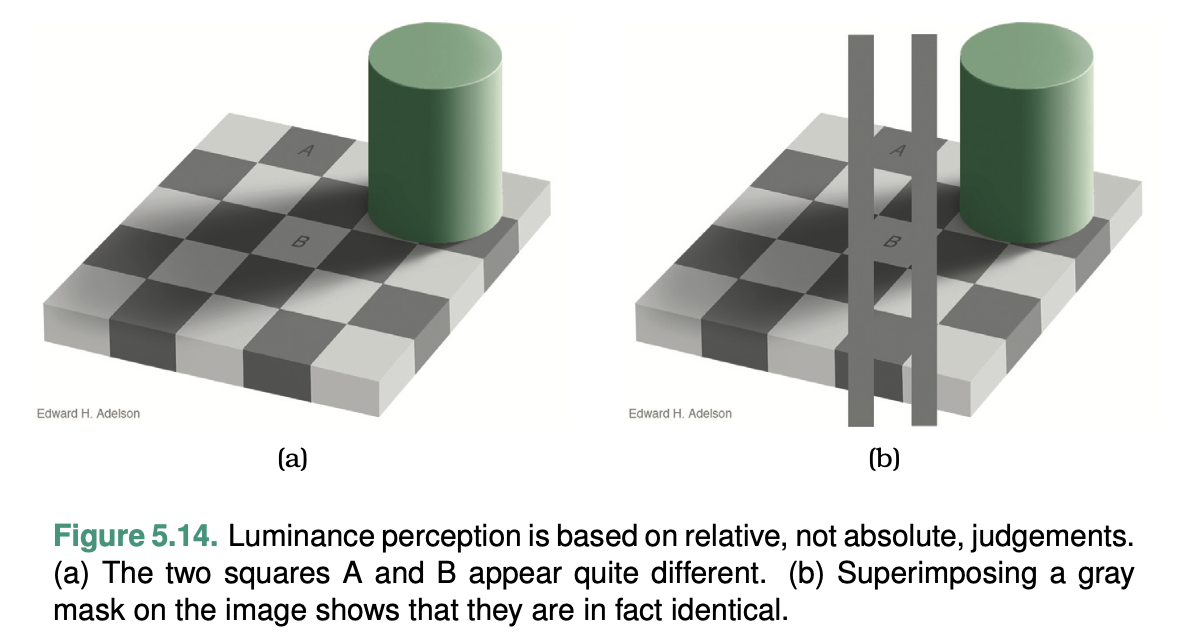 A
B
A
B
Edward H. Adelson
Edward H. Adelson
(a)
(b)
Figure 5.14. Luminance perception is based on relative, not absolute, judgements.
(a) The two squares A and B appear quite different. (b) Superimposing a gray
mask on the image shows that they are in fact identical.